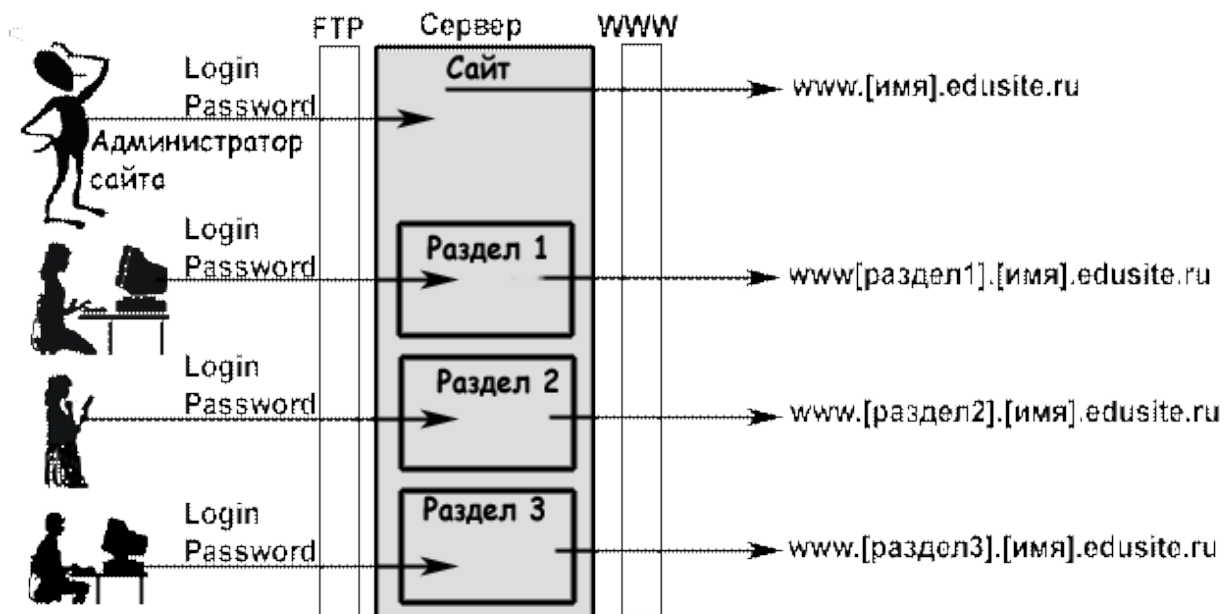 FTP
Сервер
WWW
Login
Password
Администратор
сайта
Сайт
www.[имя].edusite.ru
Login
Password
Раздел 1
www[раздел1].[имя].edusite.ru
Login
Password
Раздел 2
www.[раздел2].[имя].edusite.ru
Login
Password
Раздел 3
www.[раздел3].[имя].edusite.ru